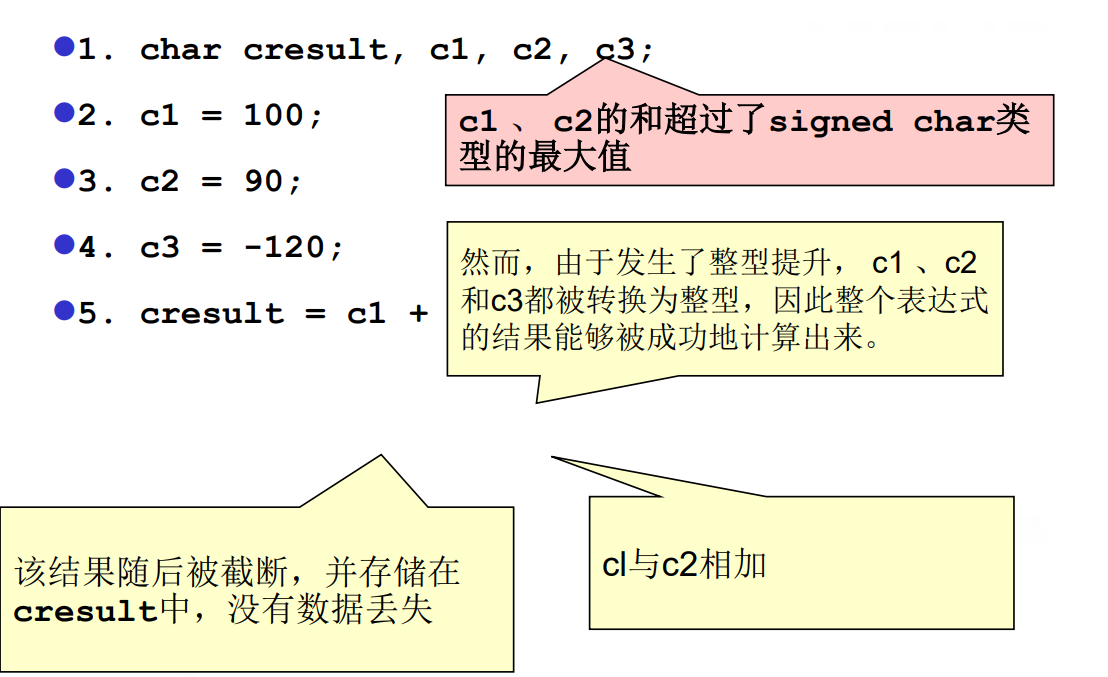 ●1. char cresult, c1, c2, c3;
c1 、 c2的和超过了signed char类
型的最大值
●2. c1 = 100;
●3. c2 = 90;
●4. c3 = -120;
然而，由于发生了整型提升， c1 、c2
和c3都被转换为整型，因此整个表达式
的结果能够被成功地计算出来。
●5. cresult = c1 +
该结果随后被截断，并存储在
cresult中，没有数据丢失
cl与c2相加